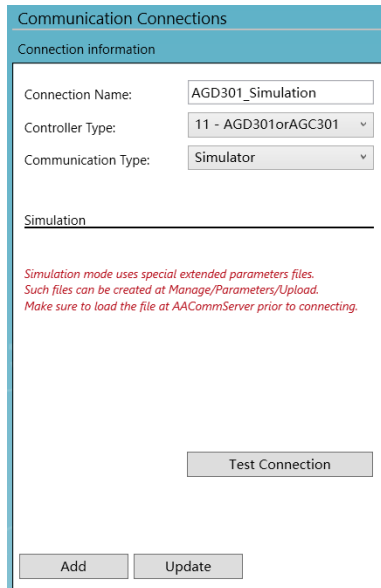 Communication Connections
Connection information
Connection Name: AGD301_Simulation
Controller Type: 11 - AGD301orAGC301
Communication Type: Simulator
Simulation
Simulation mode uses special extended parameters files.
Such files can be created at Manage/Parameters/Upload.
Make sure to load the file at AACommServer prior to connecting.
Test Connection
Add Update